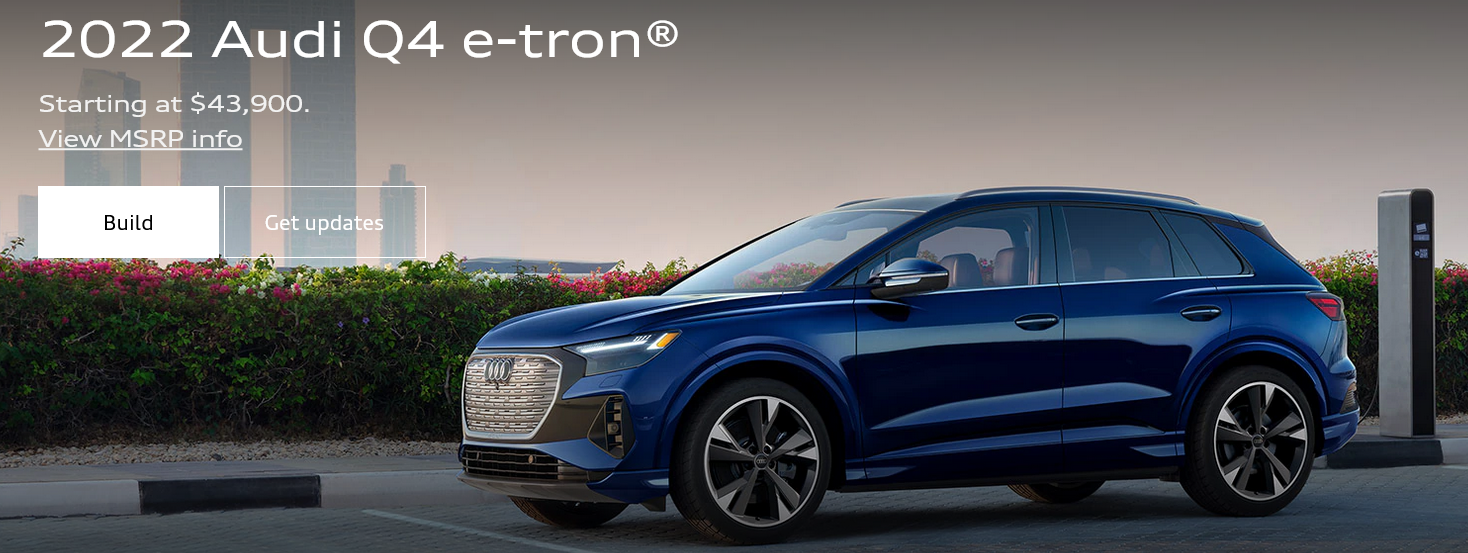 2022 Audi Q4 e-tron®
Starting at $43,900.
View MSRP info
Build
Get updates